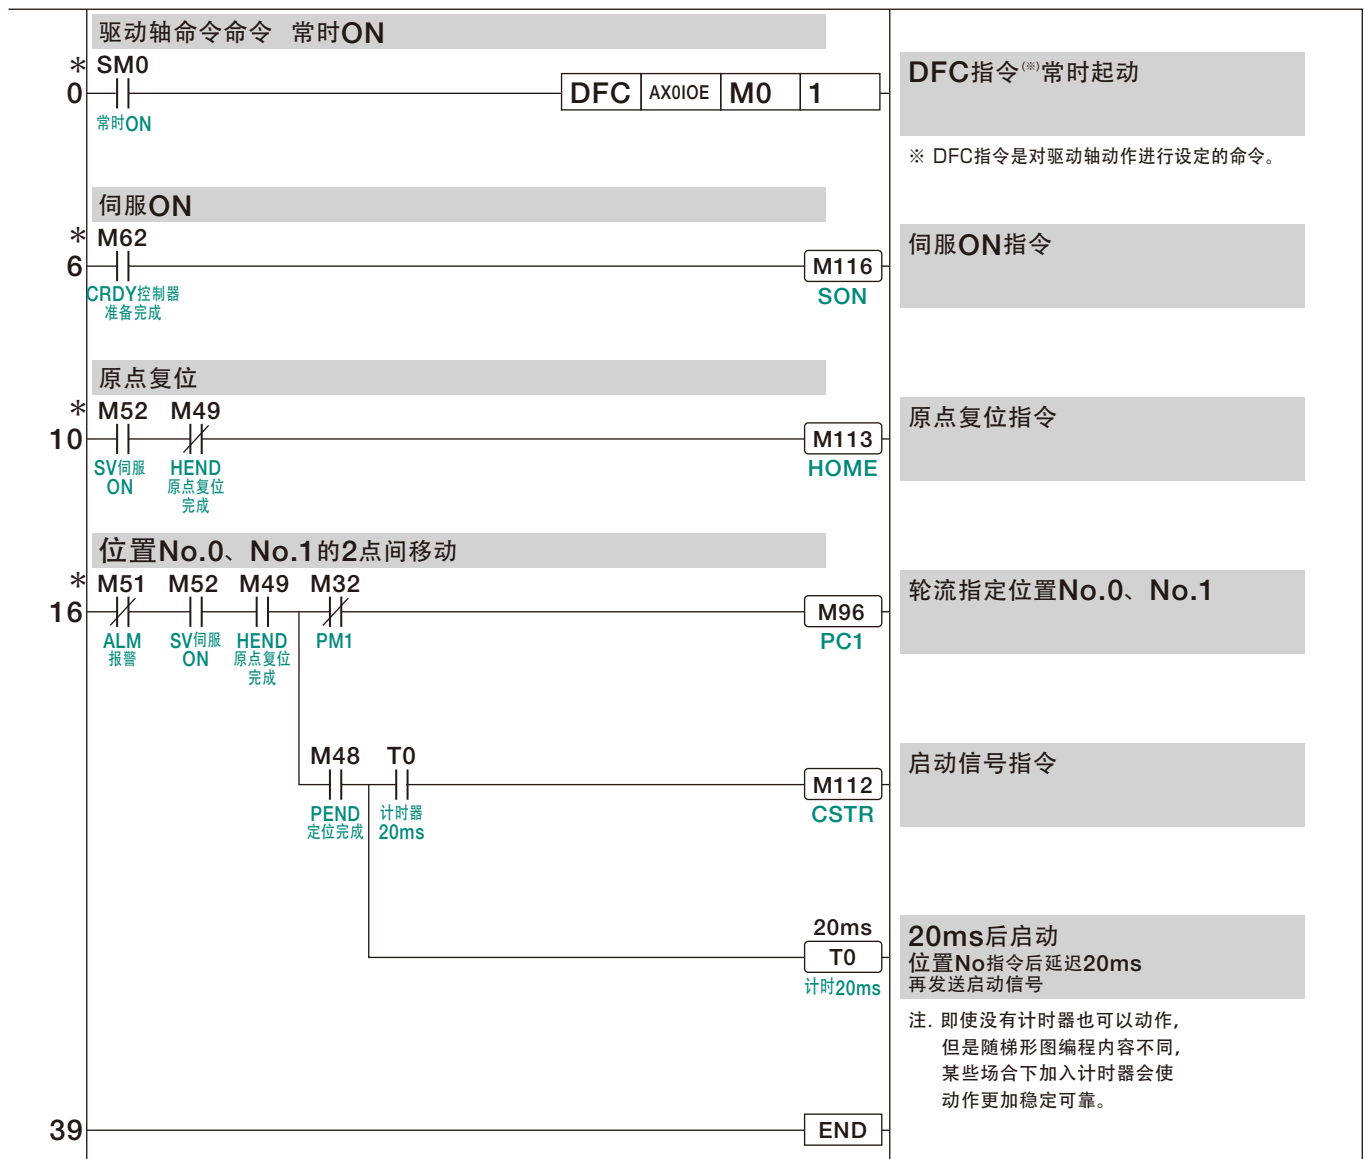 驱动轴命令命令 常时ON
* SM0
0
常时ON
DFC AX0IOE M0 1
DFC指令(※)常时起动
※ DFC指令是对驱动轴动作进行设定的命令。
伺服ON
* M62
6
CRDY控制器
准备完成
M116
SON
伺服ON指令
原点复位
* M52 M49
10
SV伺服
ON
HEND
原点复位
完成
M113
HOME
原点复位指令
位置No.0、No.1的2点间移动
* M51 M52 M49 M32
16
ALM
报警
SV伺服
ON
HEND
原点复位
完成
PM1
M96
PC1
轮流指定位置No.0、No.1
M48 T0
PEND
定位完成
计时器
20ms
M112
CSTR
启动信号指令
20ms
T0
计时20ms
20ms后启动
位置No指令后延迟20ms
再发送启动信号
注. 即使没有计时器也可以动作,
但是随梯形图编程内容不同,
某些场合下加入计时器会使
动作更加稳定可靠。
39
END